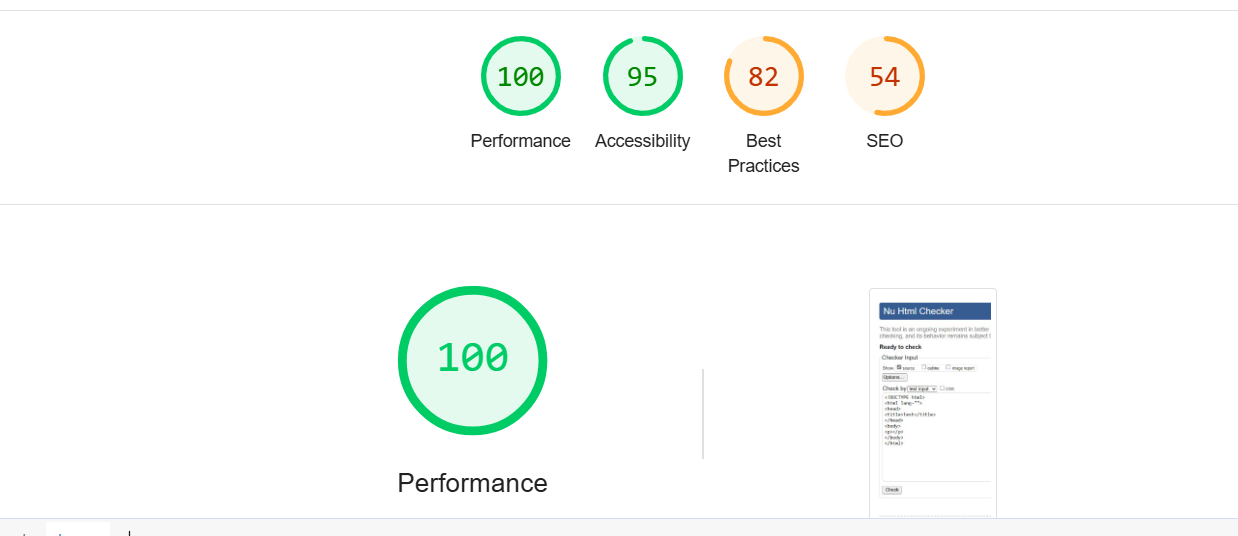 100
95
82
54
Performance
Accessibility
Best
Practices
SEO
100
Performance
Nu Html Checker
This tool is an ongoing experiment in better
checking, and its behavior remains subject t
Ready to check
Checker Input
Show source outline image report
Options...
Check by text input css
<!DOCTYPE html>
<html lang="">
<head>
<title>test</title>
</head>
<body>
<p></p>
</body>
</html>
Check